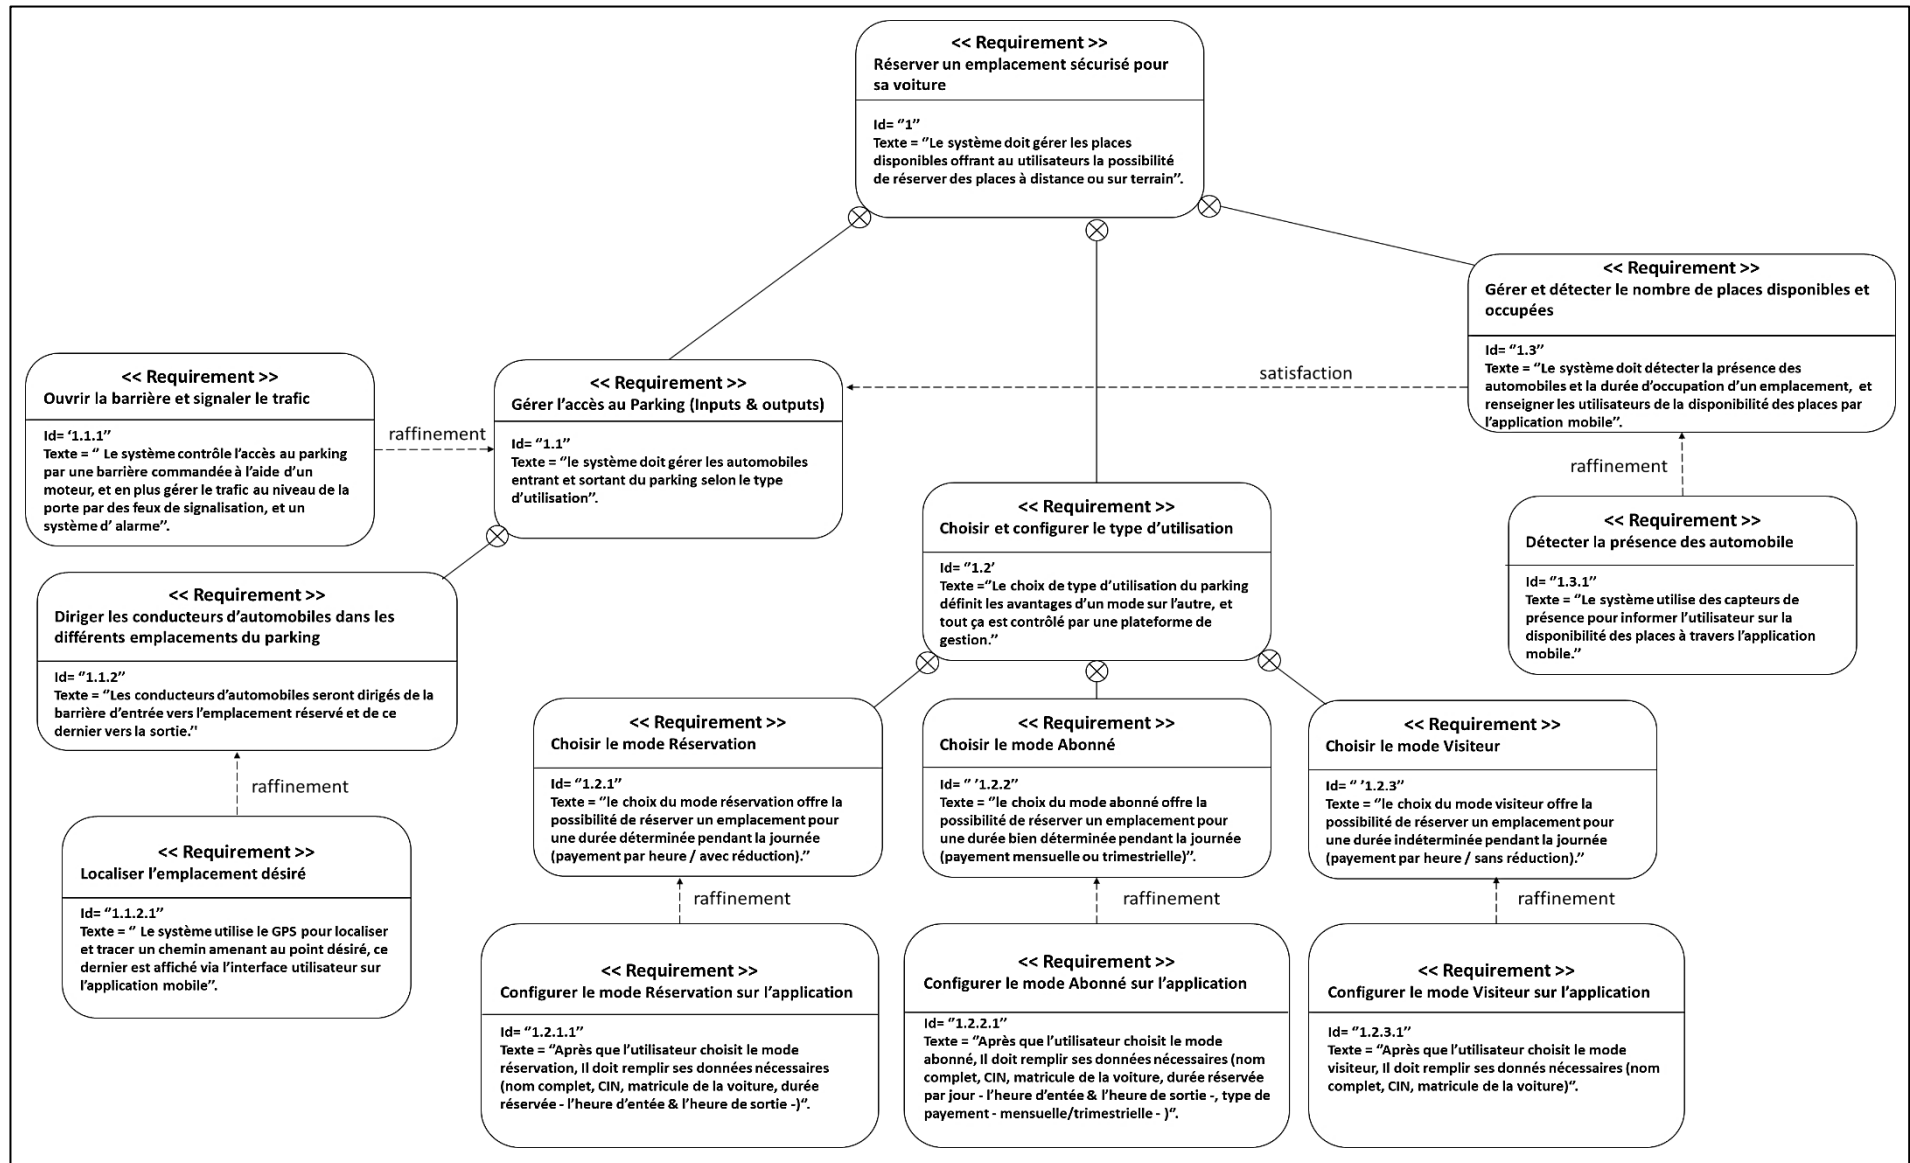 << Requirement >>
Réserver un emplacement sécurisé pour
sa voiture
Id= ‘’1’’
Texte = ‘’Le système doit gérer les places
disponibles offrant au utilisateurs la possibilité
de réserver des places à distance ou sur terrain’’.
<< Requirement >>
Gérer et détecter le nombre de places disponibles et
occupées
Id= ‘’1.3’’
Texte = ‘’Le système doit détecter la présence des
automobiles et la durée d’occupation d’un emplacement, et
renseigner les utilisateurs de la disponibilité des places par
l’application mobile’’.
satisfaction
<< Requirement >>
Ouvrir la barrière et signaler le trafic
Id= ‘1.1.1’’
Texte = ‘’ Le système contrôle l’accès au parking
par une barrière commandée à l’aide d’un
moteur, et en plus gérer le trafic au niveau de la
porte par des feux de signalisation, et un
système d’ alarme’’.
raffinement
<< Requirement >>
Gérer l’accès au Parking (Inputs & outputs)
Id= ‘’1.1’’
Texte = ‘’le système doit gérer les automobiles
entrant et sortant du parking selon le type
d’utilisation’’.
<< Requirement >>
Choisir et configurer le type d’utilisation
Id= ‘’1.2’
Texte =‘’Le choix de type d’utilisation du parking
définit les avantages d’un mode sur l’autre, et
tout ça est contrôlé par une plateforme de
gestion.’’
raffinement
<< Requirement >>
Détecter la présence des automobile
Id= ‘’1.3.1’’
Texte = ‘’Le système utilise des capteurs de
présence pour informer l’utilisateur sur la
disponibilité des places à travers l’application
mobile.’’
<< Requirement >>
Diriger les conducteurs d’automobiles dans les
différents emplacements du parking
Id= ‘’1.1.2’’
Texte = ‘’Les conducteurs d’automobiles seront dirigés de la
barrière d’entrée vers l’emplacement réservé et de ce
dernier vers la sortie.’’
raffinement
<< Requirement >>
Localiser l’emplacement désiré
Id= ‘’1.1.2.1’’
Texte = ‘’ Le système utilise le GPS pour localiser
et tracer un chemin amenant au point désiré, ce
dernier est affiché via l’interface utilisateur sur
l’application mobile’’.
<< Requirement >>
Choisir le mode Réservation
Id= ‘’1.2.1’’
Texte = ‘’le choix du mode réservation offre la
possibilité de réserver un emplacement pour
une durée déterminée pendant la journée
(payement par heure / avec réduction).’’
<< Requirement >>
Choisir le mode Abonné
Id= ‘’ ’1.2.2’’
Texte = ‘’le choix du mode abonné offre la
possibilité de réserver un emplacement pour
une durée bien déterminée pendant la journée
(payement mensuelle ou trimestrielle)’’.
<< Requirement >>
Choisir le mode Visiteur
Id= ‘’ ’1.2.3’’
Texte = ‘’le choix du mode visiteur offre la
possibilité de réserver un emplacement pour
une durée indéterminée pendant la journée
(payement par heure / sans réduction).’’
raffinement
raffinement
raffinement
<< Requirement >>
Configurer le mode Réservation sur l’application
Id= ‘’1.2.1.1’’
Texte = ‘’Après que l’utilisateur choisit le mode
réservation, Il doit remplir ses données nécessaires
(nom complet, CIN, matricule de la voiture, durée
réservée - l’heure d’entée & l’heure de sortie -)‘’.
<< Requirement >>
Configurer le mode Abonné sur l’application
Id= ‘’1.2.2.1’’
Texte = ‘’Après que l’utilisateur choisit le mode
abonné, Il doit remplir ses données nécessaires (nom
complet, CIN, matricule de la voiture, durée réservée
par jour - l’heure d’entée & l’heure de sortie -, type de
payement - mensuelle/trimestrielle - )‘’.
<< Requirement >>
Configurer le mode Visiteur sur l’application
Id= ‘’1.2.3.1’’
Texte = ‘’Après que l’utilisateur choisit le mode
visiteur, Il doit remplir ses donnés nécessaires (nom
complet, CIN, matricule de la voiture)‘’.